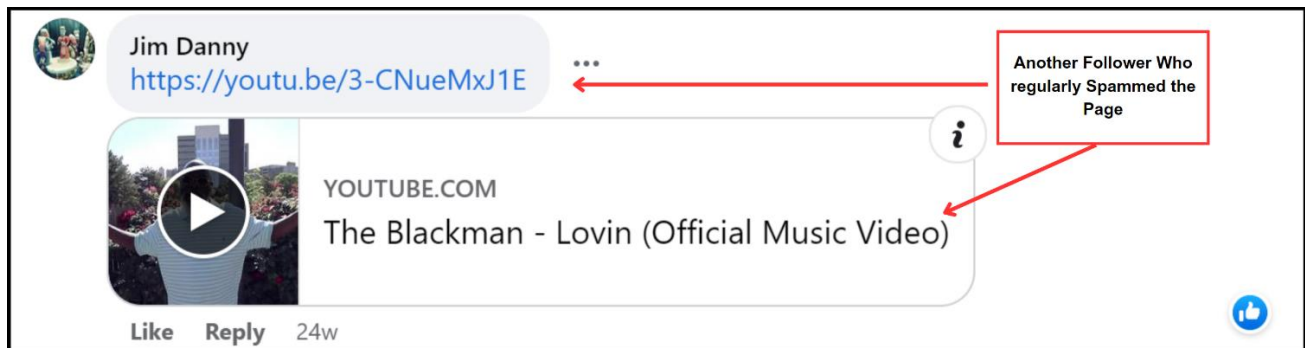 Jim Danny
https://youtu.be/3-CNueMxJ1E
Another Follower Who
regularly Spammed the
Page
YOUTUBE.COM
The Blackman - Lovin (Official Music Video)
Like Reply 24w